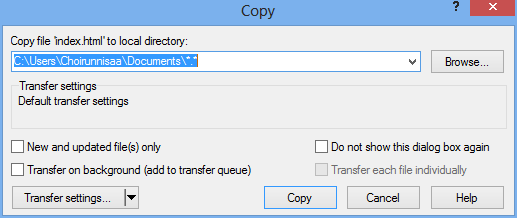 Copy
?
Copy file 'index.html' to local directory:
C:\Users\Choirunnisaa\Documents\*.*
Browse...
Transfer settings
Default transfer settings
New and updated file(s) only
Do not show this dialog box again
Transfer on background (add to transfer queue)
Transfer each file individually
Transfer settings...
Copy
Cancel
Help